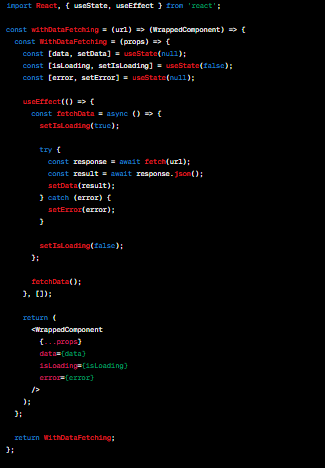 import React, { useState, useEffect } from 'react';
const withDataFetching = (url) => (WrappedComponent) => {
const WithDataFetching = (props) => {
const [data, setData] = useState(null);
const [isLoading, setIsLoading] = useState(false);
const [error, setError] = useState(null);
useEffect(() => {
const fetchData = async () => {
setIsLoading(true);
try {
const response = await fetch(url);
const result = await response.json();
setData(result);
} catch (error) {
setError(error);
}
setIsLoading(false);
};
fetchData();
}, []);
return (
<WrappedComponent
{...props}
data={data}
isLoading={isLoading}
error={error}
/>
);
};
return WithDataFetching;
};